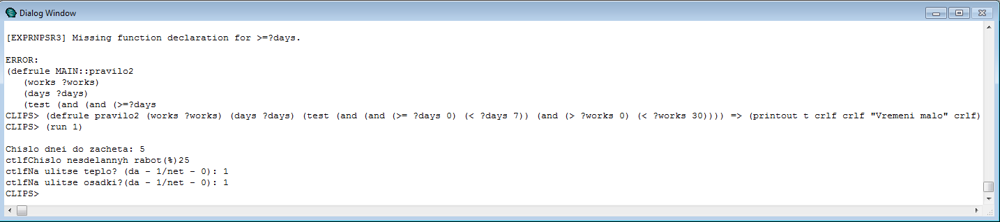 Dialog Window
[EXPRNPSR3] Missing function declaration for >=?days.
ERROR:
(defrule MAIN::pravilo2
(works ?works)
(days ?days)
(test (and (and (>=?days
CLIPS> (defrule pravilo2 (works ?works) (days ?days) (test (and (and (>= ?days 0) (< ?days 7)) (and (> ?works 0) (< ?works 30)))) => (printout t crlf crlf "Vremeni malo" crlf)
CLIPS> (run 1)
Chislo dnei do zacheta: 5
ctlfChislo nesdelannyh rabot(%)25
ctlfNa ulitse teplo? (da - 1/net - 0): 1
ctlfNa ulitse osadki?(da - 1/net - 0): 1
CLIPS>